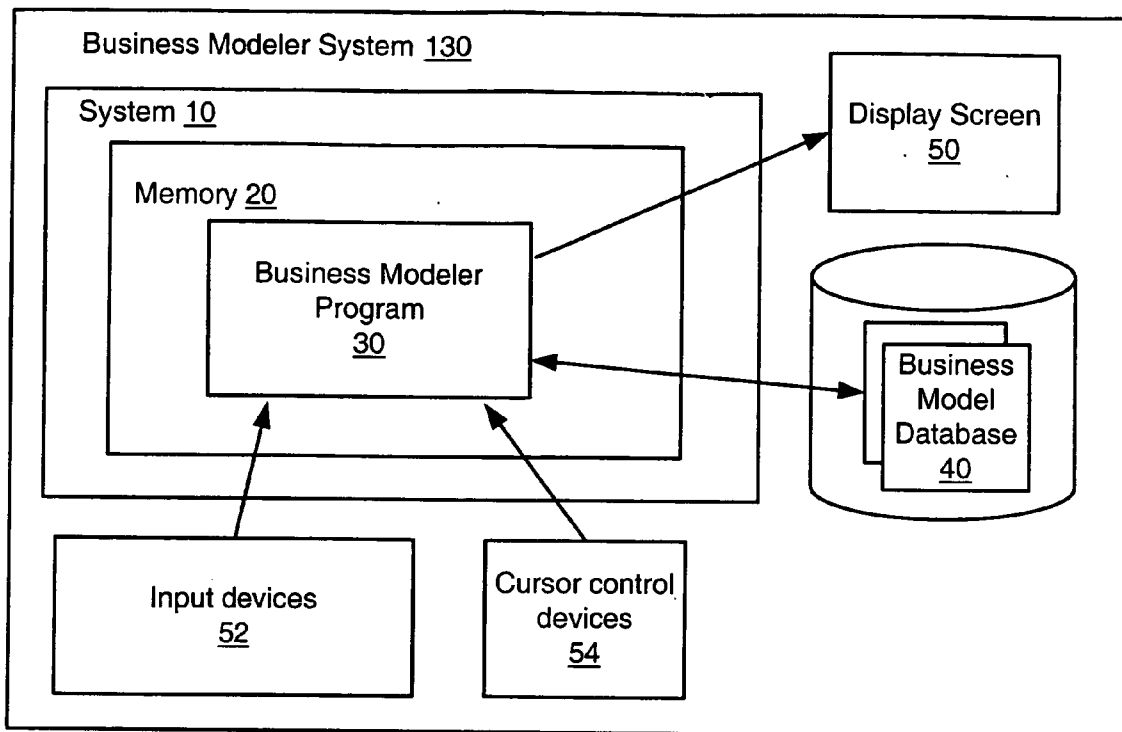 Business Modeler System 130
System 10
Memory 20
Business Modeler
Program
30
Display Screen
50
Business
Model
Database
40
Input devices
52
Cursor control
devices
54